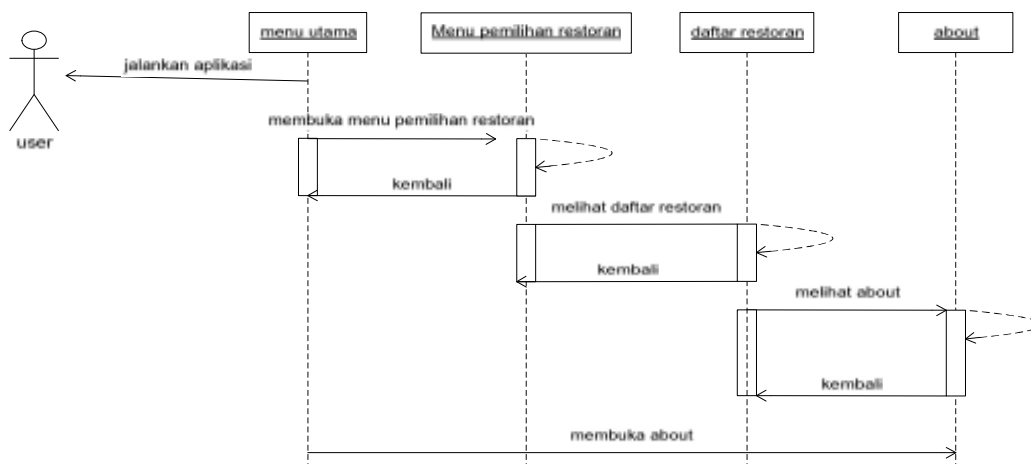 menu utama
Menu pemilihan restoran
daftar restoran
about
jalankan aplikasi
user
membuka menu pemilihan restoran
kembali
melihat daftar restoran
kembali
melihat about
kembali
membuka about